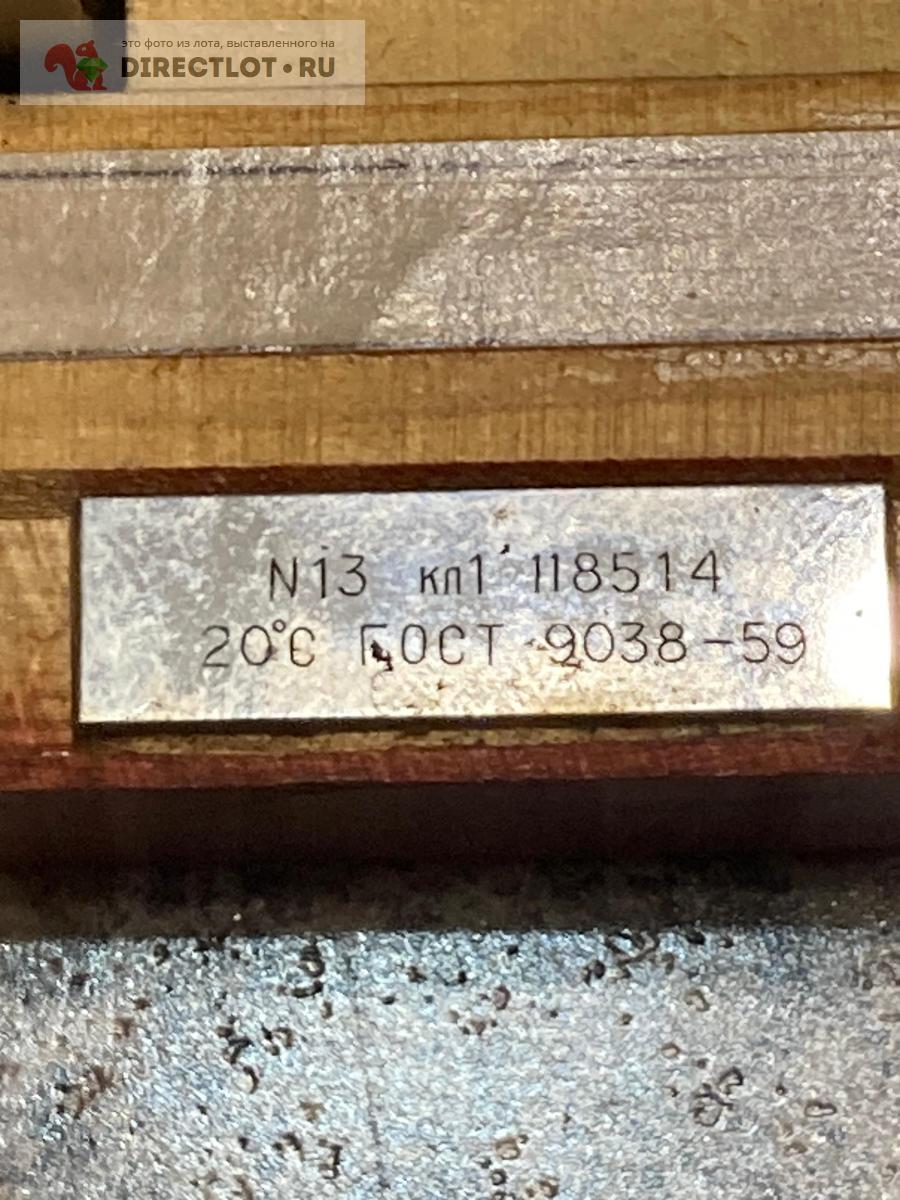 это фото из лота, выставленного на
DIRECTLOT•RU
N13 кл1 118514
20°С ГОСТ 9038-59